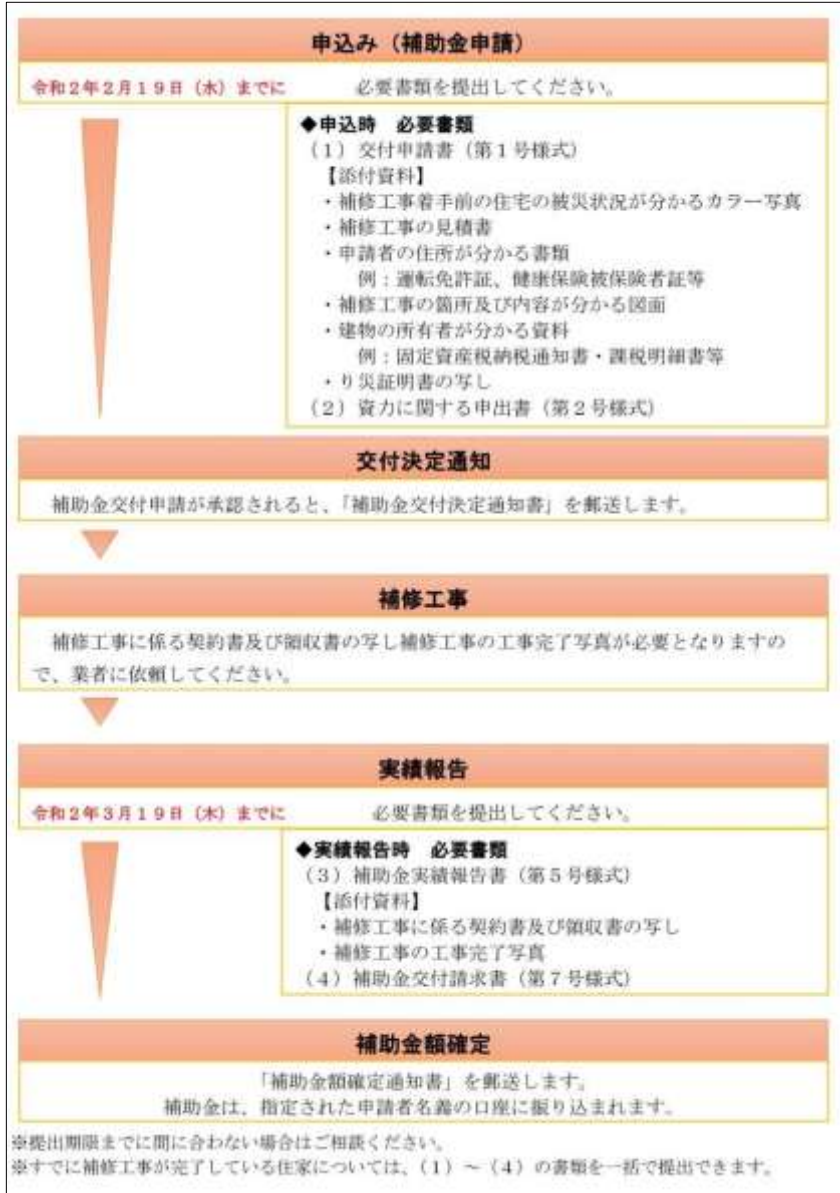 申込み（補助金申請）
令和２年２月１９日（水）までに　必要書類を提出してください。
◆申込時　必要書類
（１）交付申請書（第１号様式）
【添付資料】
・補修工事着手前の住宅の被災状況が分かるカラー写真
・補修工事の見積書
・申請者の住所が分かる書類
例：運転免許証、健康保険被保険者証等
・補修工事の箇所及び内容が分かる図面
・建物の所有者が分かる資料
例：固定資産税納税通知書・課税明細書等
・り災証明書の写し
（２）資力に関する申出書（第２号様式）
交付決定通知
補助金交付申請が承認されると、「補助金交付決定通知書」を郵送します。
補修工事
補修工事に係る契約書及び領収書の写し補修工事の工事完了写真が必要となりますの
で、業者に依頼してください。
実績報告
令和２年３月１９日（木）までに　必要書類を提出してください。
◆実績報告時　必要書類
（３）補助金実績報告書（第５号様式）
【添付資料】
・補修工事に係る契約書及び領収書の写し
・補修工事の工事完了写真
（４）補助金交付請求書（第７号様式）
補助金額確定
「補助金額確定通知書」を郵送します。
補助金は、指定された申請者名義の口座に振り込まれます。
※提出期限までに間に合わない場合はご相談ください。
※すでに補修工事が完了している住家については、（１）～（４）の書類を一括で提出できます。